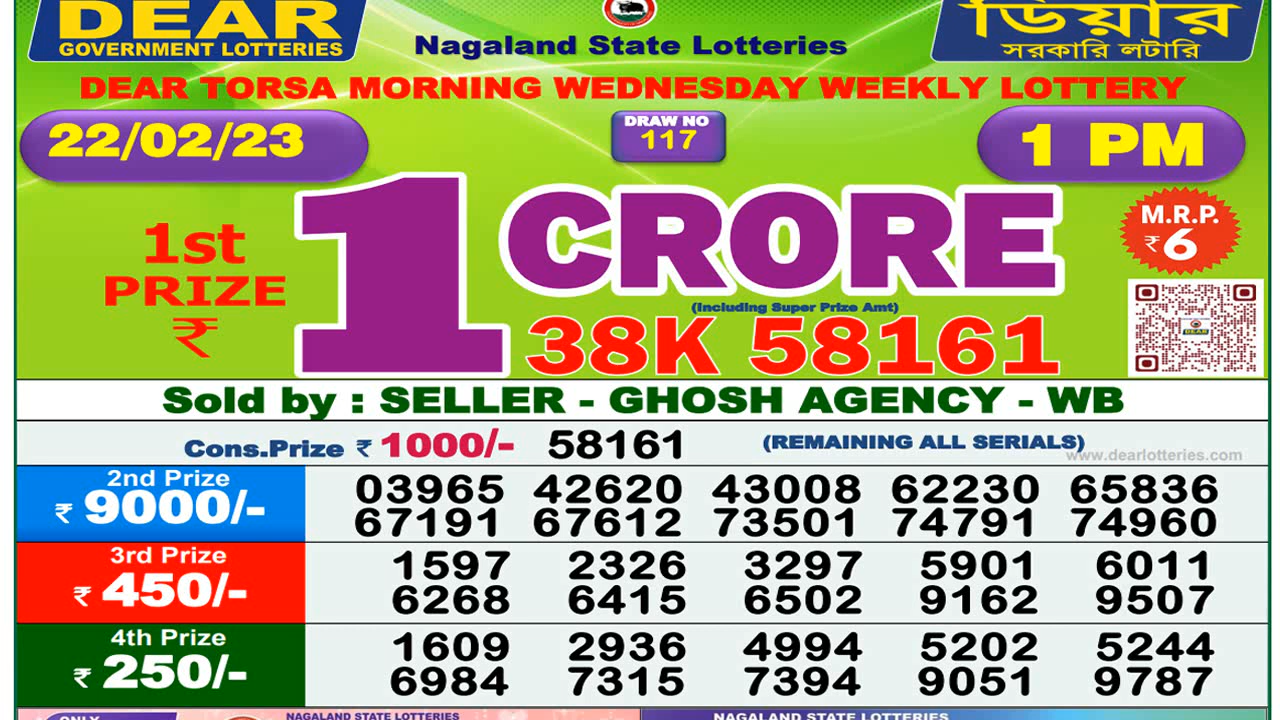 DEAR
GOVERNMENT LOTTERIES
Nagaland State Lotteries
ডিয়ার
সরকারি লটারি
DEAR TORSA MORNING WEDNESDAY WEEKLY LOTTERY
22/02/23
DRAW NO
117
1 PM
1st
PRIZE
₹
1 CRORE
(Including Super Prize Amt)
38K 58161
M.R.P.
₹ 6
DEAR
Sold by : SELLER - GHOSH AGENCY - WB
Cons.Prize ₹ 1000/- 58161 (REMAINING ALL SERIALS)
www.dearlotteries.com
2nd Prize
₹ 9000/-
03965 42620 43008 62230 65836
67191 67612 73501 74791 74960
3rd Prize
₹ 450/-
1597 2326 3297 5901 6011
6268 6415 6502 9162 9507
4th Prize
₹ 250/-
1609 2936 4994 5202 5244
6984 7315 7394 9051 9787
ONLY
NAGALAND STATE LOTTERIES
NAGALAND STATE LOTTERIES